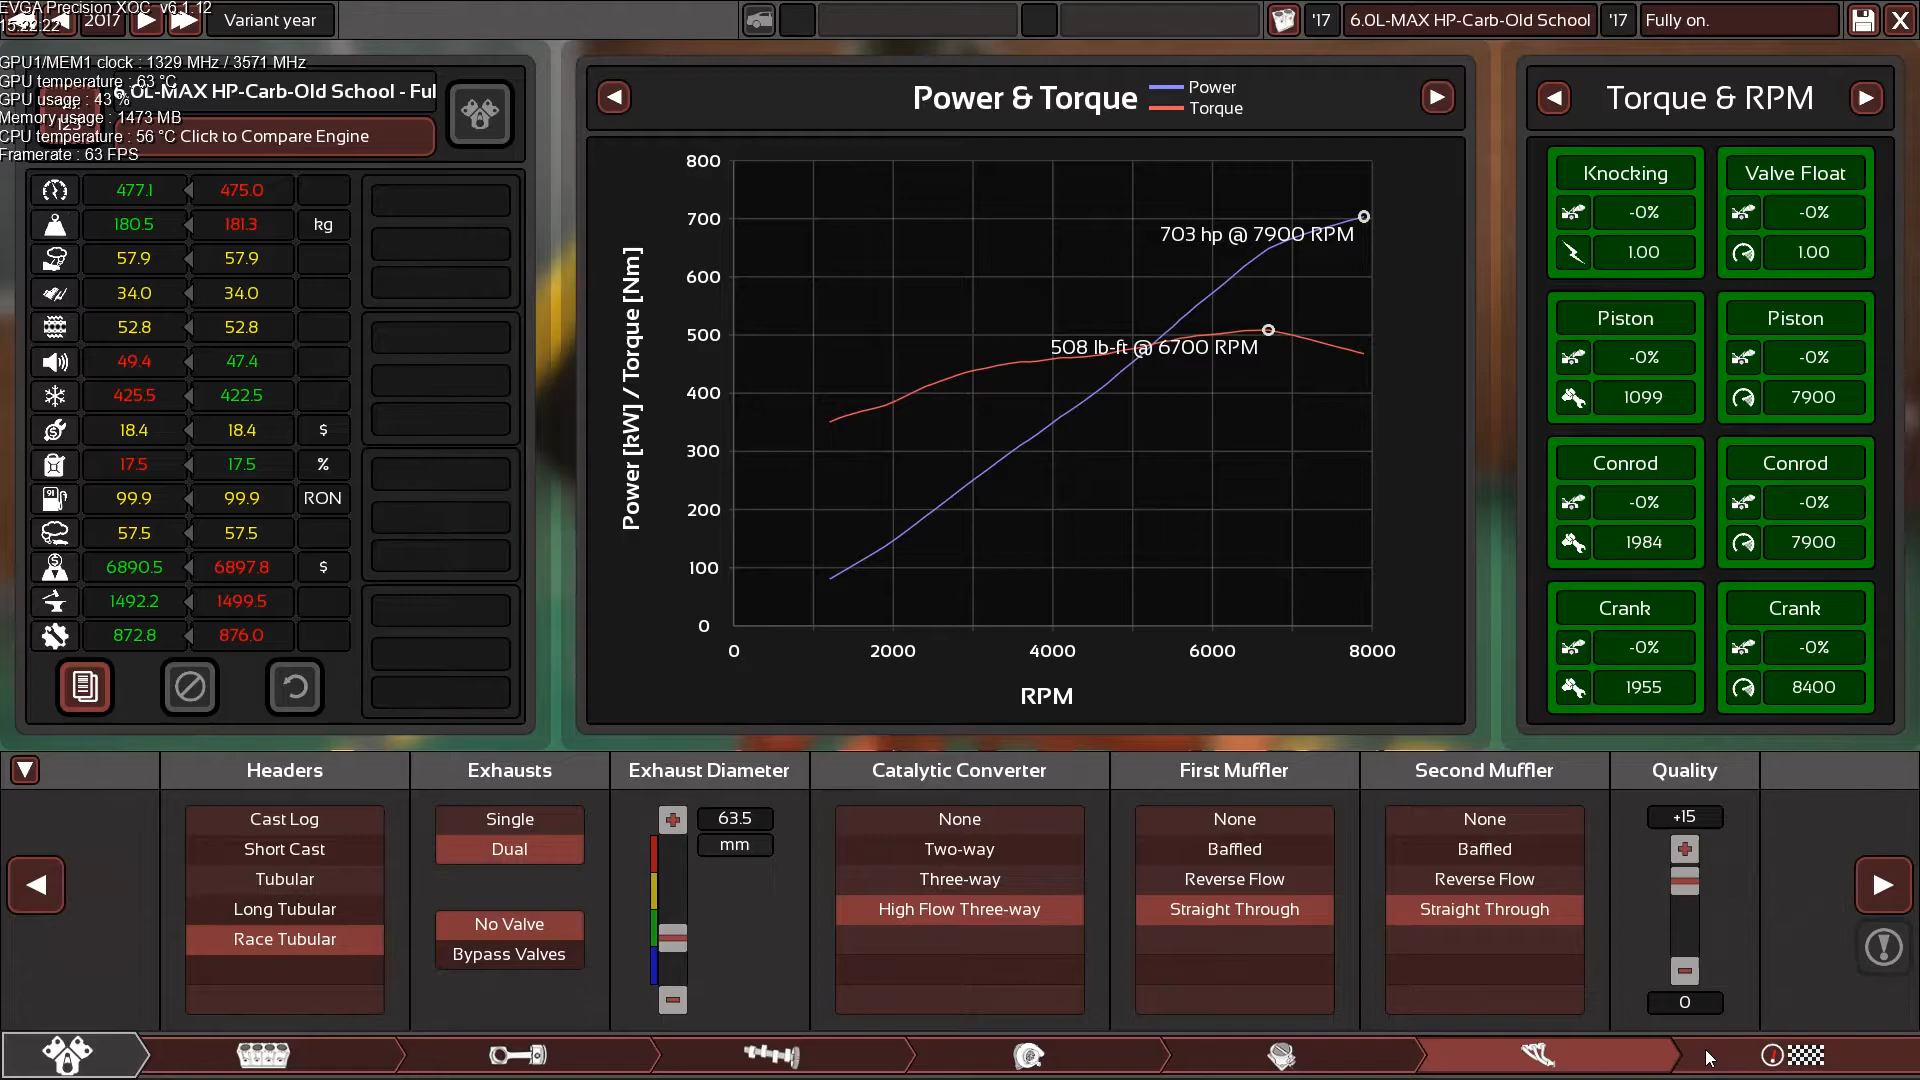 EVGA Precision XOC v6.1.12
15:22:22
2017
Variant year
'17
6.0L-MAX HP-Carb-Old School
'17
Fully on.
GPU1/MEM1 clock : 1329 MHz / 3571 MHz
GPU temperature : 63 °C
GPU usage : 43 %
Memory usage : 1473 MB
CPU temperature : 56 °C
Framerate : 63 FPS
6.0L-MAX HP-Carb-Old School - Ful
Click to Compare Engine
477.1 475.0
180.5 181.3 kg
57.9 57.9
34.0 34.0
52.8 52.8
49.4 47.4
425.5 422.5
18.4 18.4 $
17.5 17.5 %
99.9 99.9 RON
57.5 57.5
6890.5 6897.8 $
1492.2 1499.5
872.8 876.0
Power & Torque
Power
Torque
800
700
600
500
400
300
200
100
0
0 2000 4000 6000 8000
RPM
Power [kW] / Torque [Nm]
703 hp @ 7900 RPM
508 lb-ft @ 6700 RPM
Torque & RPM
Knocking Valve Float
-0% -0%
1.00 1.00
Piston Piston
-0% -0%
1099 7900
Conrod Conrod
-0% -0%
1984 7900
Crank Crank
-0% -0%
1955 8400
Headers
Cast Log
Short Cast
Tubular
Long Tubular
Race Tubular
Exhausts
Single
Dual
No Valve
Bypass Valves
Exhaust Diameter
63.5
mm
Catalytic Converter
None
Two-way
Three-way
High Flow Three-way
First Muffler
None
Baffled
Reverse Flow
Straight Through
Second Muffler
None
Baffled
Reverse Flow
Straight Through
Quality
+15
0